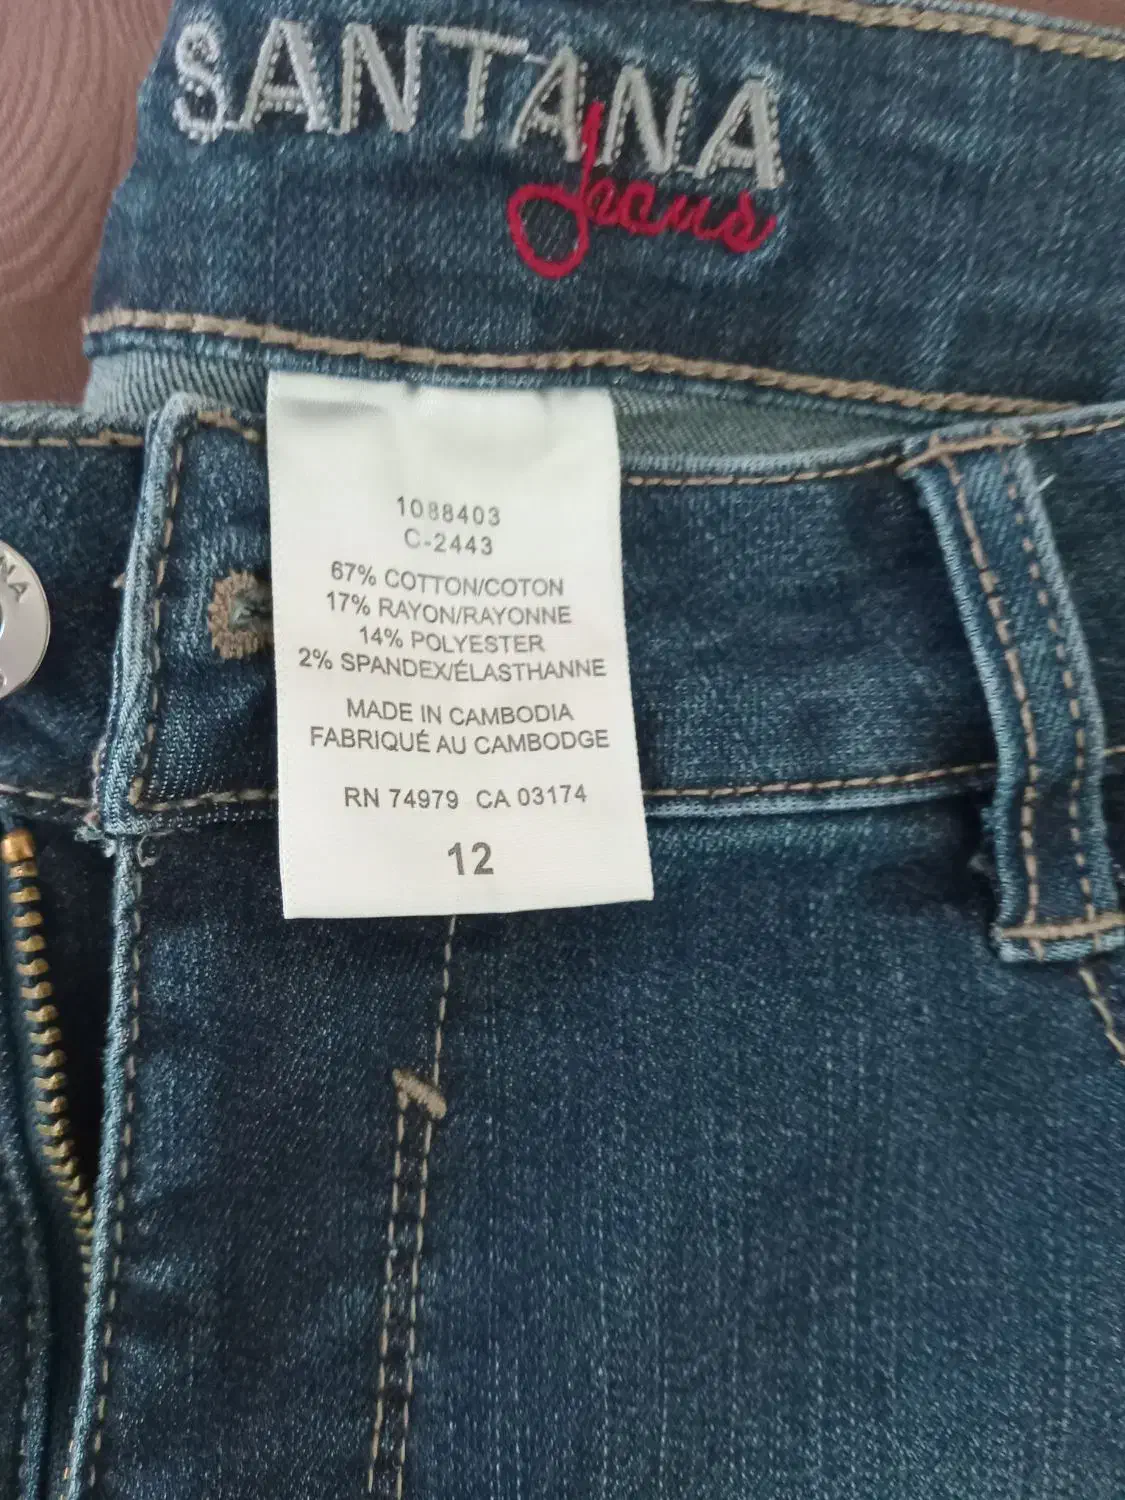 SANTANA
Jeans
1088403
C-2443
67% COTTON/COTON
17% RAYON/RAYONNE
14% POLYESTER
2% SPANDEX/ÉLASTHANNE
MADE IN CAMBODIA
FABRIQUÉ AU CAMBODGE
RN 74979 CA 03174
12
NA